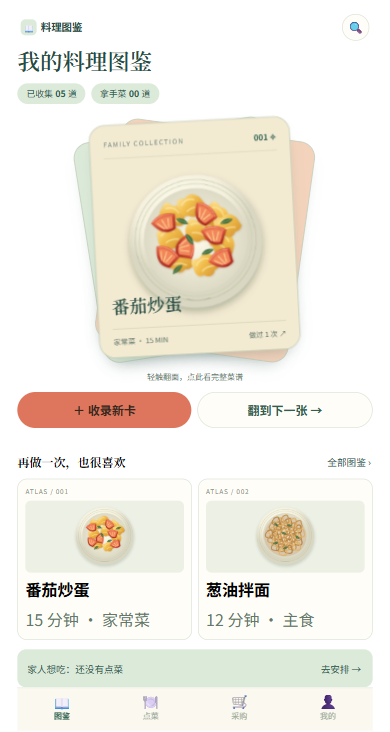 料理图鉴
我的料理图鉴
已收集 05 道 拿手菜 00 道
FAMILY COLLECTION 001 ⌖
番茄炒蛋
家常菜 · 15 MIN 做过 1 次 ↗
轻触翻面，点此看完整菜谱
＋ 收录新卡 翻到下一张 →
再做一次，也很喜欢 全部图鉴 ›
ATLAS / 001 ATLAS / 002
番茄炒蛋 葱油拌面
15 分钟 · 家常菜 12 分钟 · 主食
家人想吃：还没有点菜 去安排 →
图鉴 点菜 采购 我的